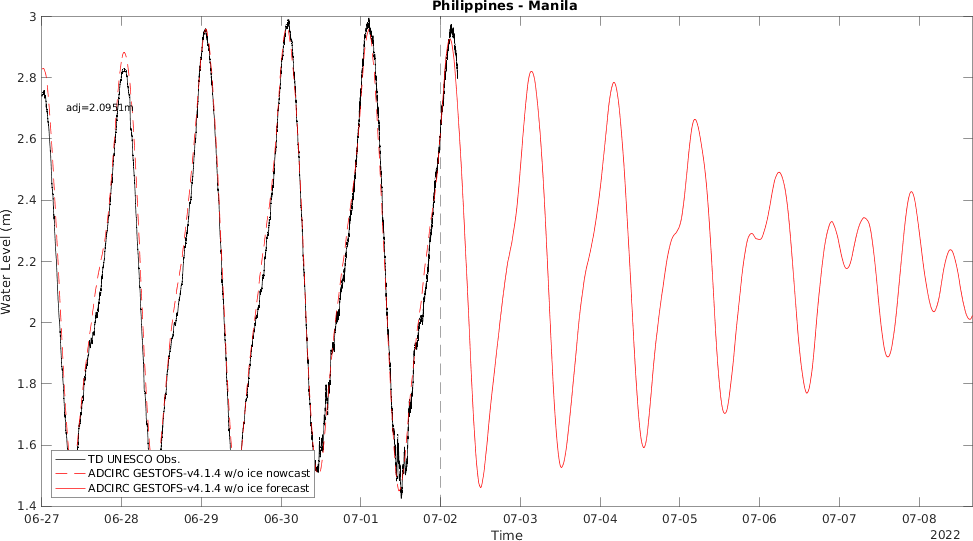 Philippines - Manila
3
2.8
2.6
2.4
2.2
2
1.8
1.6
1.4
Water Level (m)
adj=2.0951m
TD UNESCO Obs.
ADCIRC GESTOFS-v4.1.4 w/o ice nowcast
ADCIRC GESTOFS-v4.1.4 w/o ice forecast
06-27 06-28 06-29 06-30 07-01 07-02 07-03 07-04 07-05 07-06 07-07 07-08
Time
2022